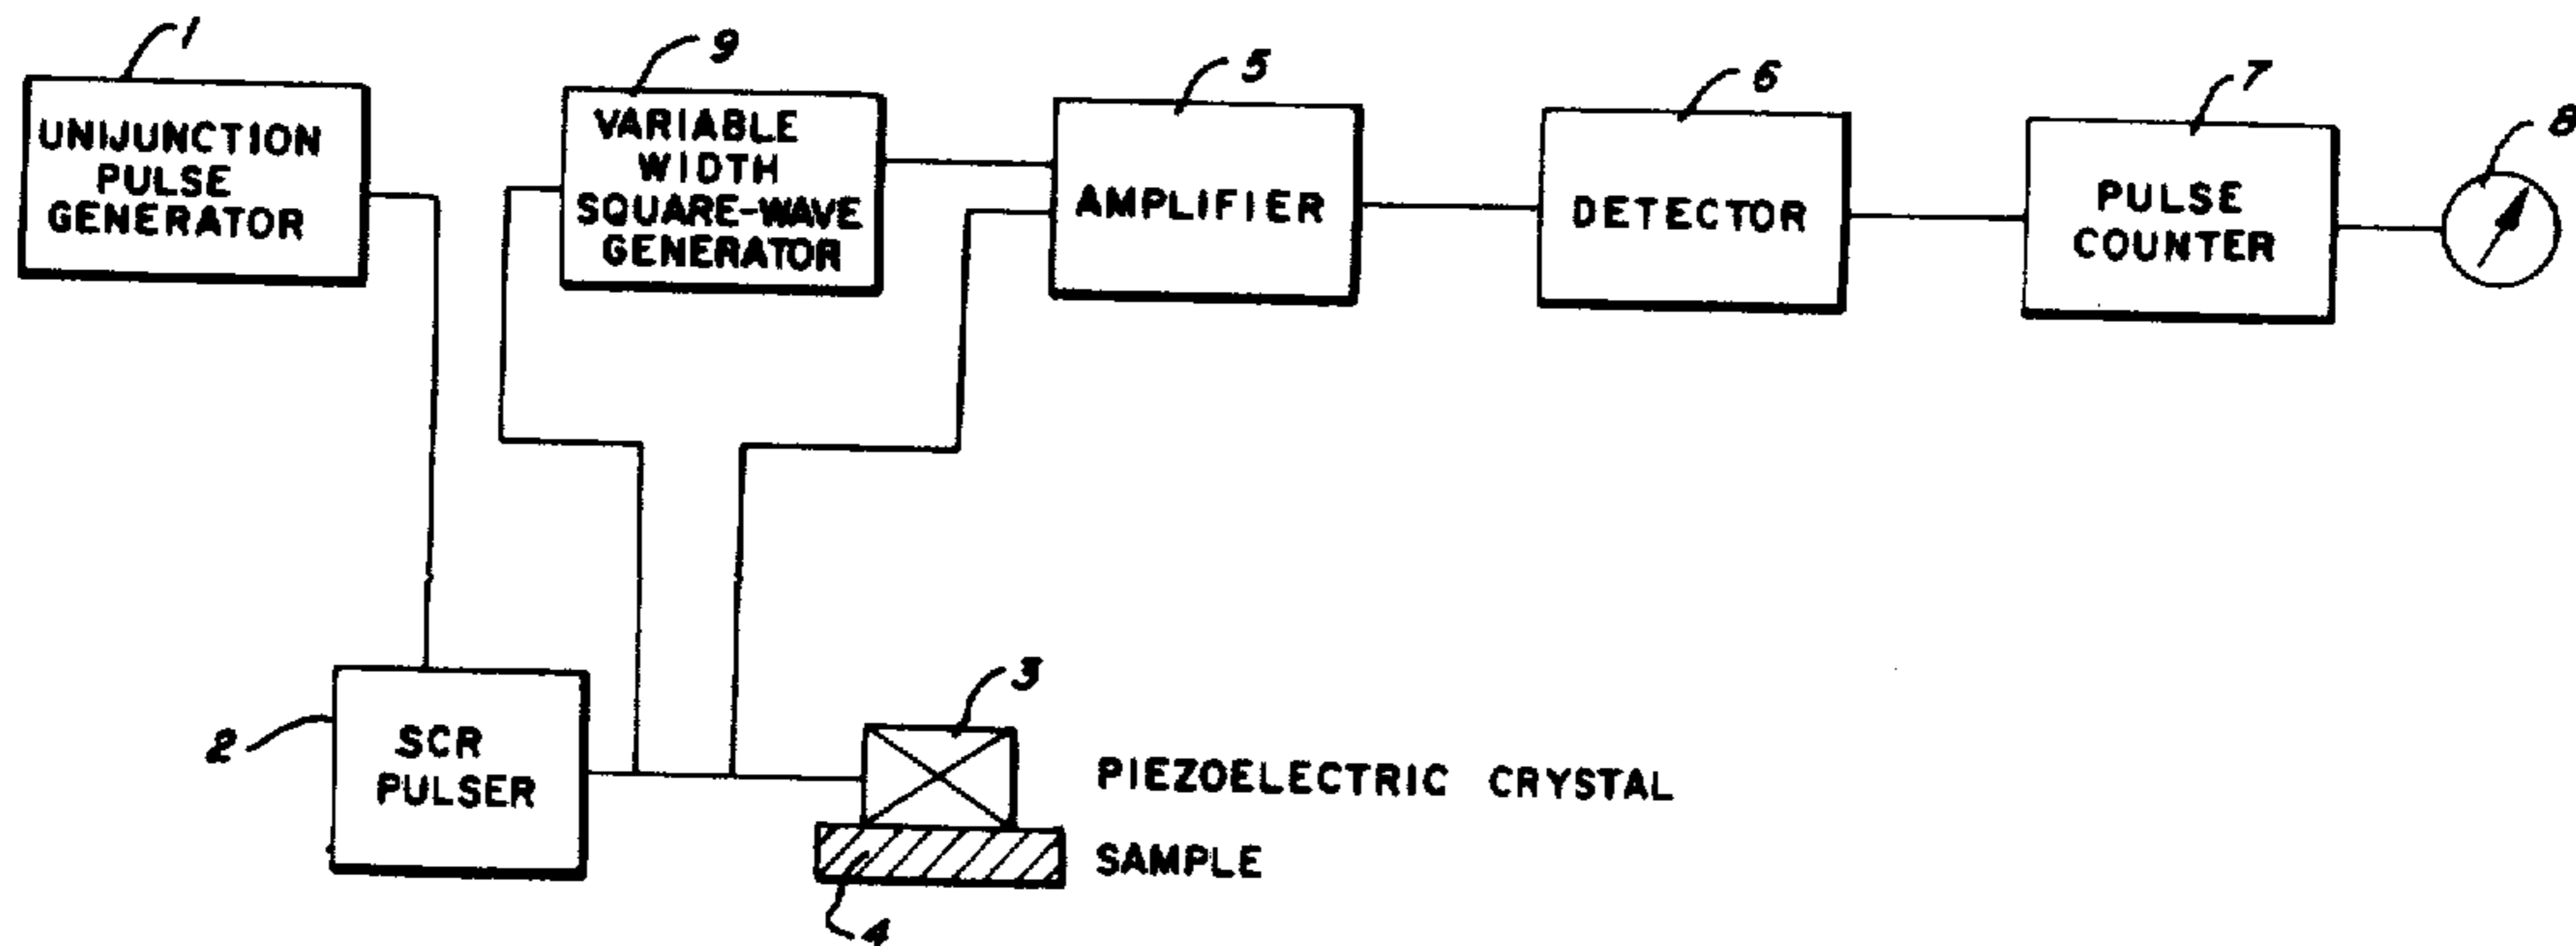 1
UNIJUNCTION
PULSE
GENERATOR
9
VARIABLE
WIDTH
SQUARE-WAVE
GENERATOR
5
AMPLIFIER
6
DETECTOR
7
PULSE
COUNTER
8
2
SCR
PULSER
3
PIEZOELECTRIC CRYSTAL
SAMPLE
4